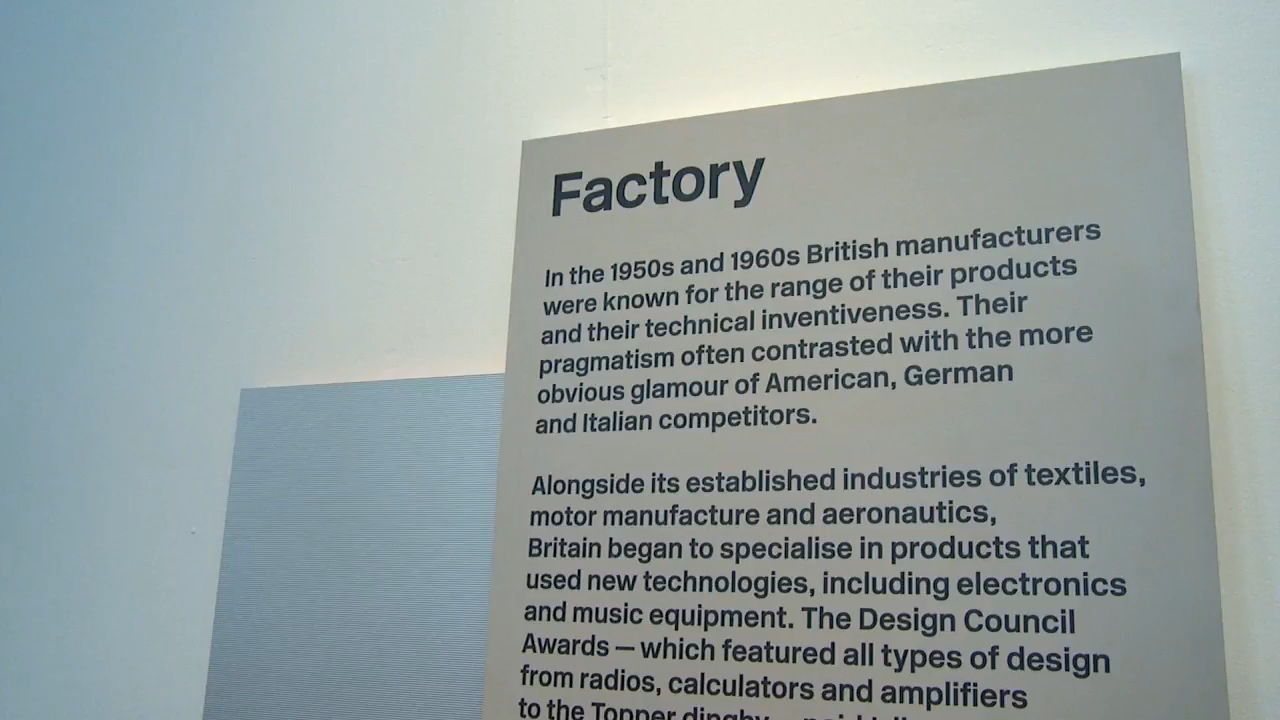 Factory
In the 1950s and 1960s British manufacturers
were known for the range of their products
and their technical inventiveness. Their
pragmatism often contrasted with the more
obvious glamour of American, German
and Italian competitors.
Alongside its established industries of textiles,
motor manufacture and aeronautics,
Britain began to specialise in products that
used new technologies, including electronics
and music equipment. The Design Council
Awards — which featured all types of design
from radios, calculators and amplifiers
to the Topper dinghy —